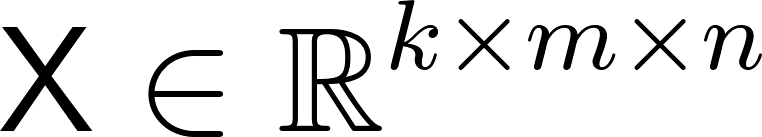 X ∈ ℝ^{k×m×n}